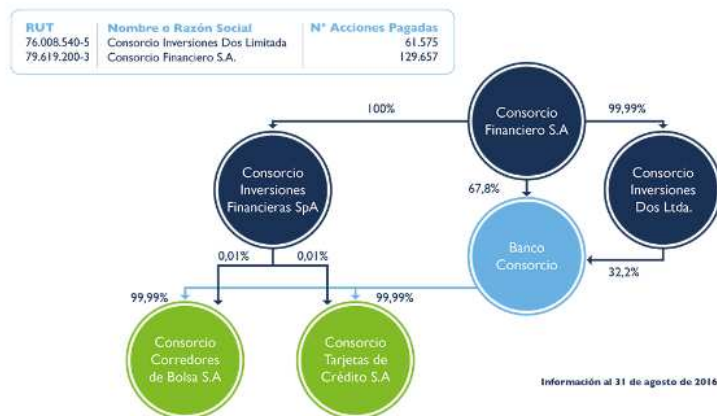 RUT Nombre o Razón Social N° Acciones Pagadas
76.008.540-5 Consorcio Inversiones Dos Limitada 61.575
79.619.200-3 Consorcio Financiero S.A. 129.657
100%
Consorcio
Financiero S.A
99,99%
Consorcio
Inversiones
Financieras SpA
67,8%
Consorcio
Inversiones
Dos Ltda.
Banco
Consorcio
0,01% 0,01%
32,2%
99,99% 99,99%
Consorcio
Corredores
de Bolsa S.A
Consorcio
Tarjetas de
Crédito S.A
Información al 31 de agosto de 2016